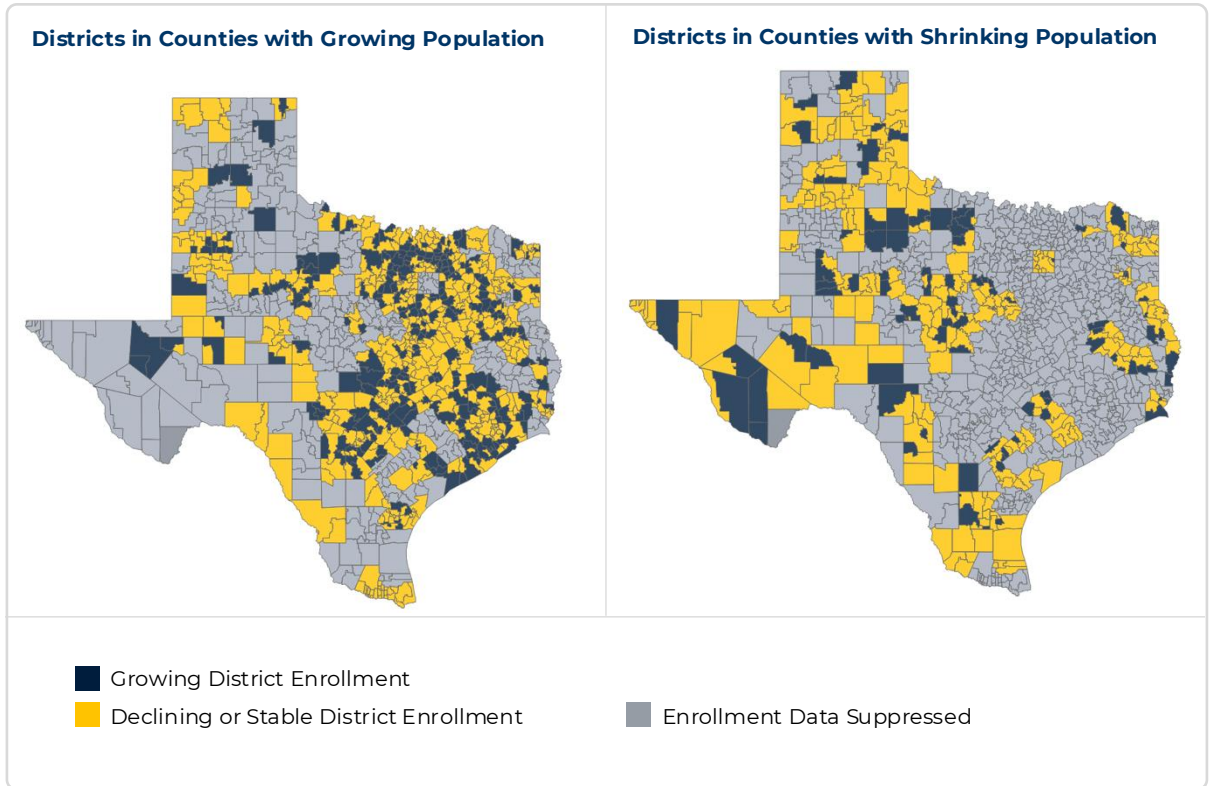 Districts in Counties with Growing Population
Districts in Counties with Shrinking Population
Growing District Enrollment
Declining or Stable District Enrollment
Enrollment Data Suppressed